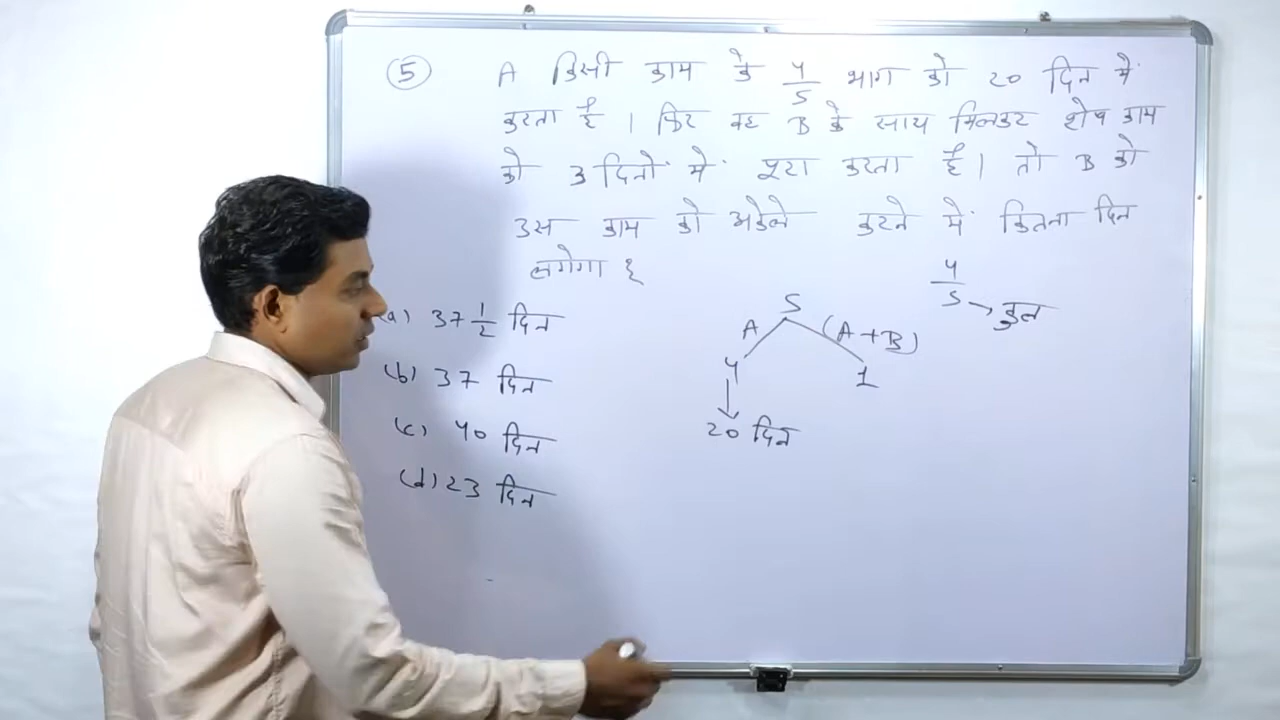 ⑤ A किसी काम के 4/5 भाग को 20 दिन में
करता है । फिर वह B के साथ मिलकर शेष काम
को 3 दिनों में पूरा करता है । तो B को
उस काम को अकेले करने में कितना दिन
लगेगा ?
4/5 → कुल
(a) 37 1/2 दिन
(b) 37 दिन
(c) 40 दिन
(d) 23 दिन
5
A (A+B)
4 1
20 दिन